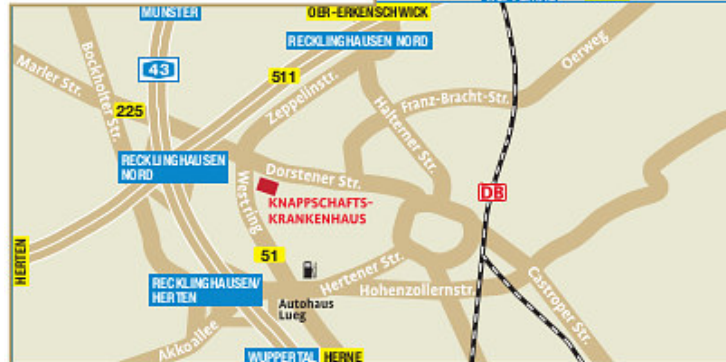 MÜNSTER
OER-ERKENSCHWICK
RECKLINGHAUSEN NORD
43
511
Marler Str.
Bockholter Str.
Zeppelinstr.
Halterner Str.
Franz-Bracht-Str.
Oerweg
225
RECKLINGHAUSEN
NORD
Dorstener Str.
DB
Westring
KNAPPSCHAFTS-
KRANKENHAUS
HERTEN
51
RECKLINGHAUSEN/
HERTEN
Hertener Str.
Hohenzollernstr.
Castroper Str.
Autohaus
Lueg
Akkoallee
WUPPERTAL
HERNE